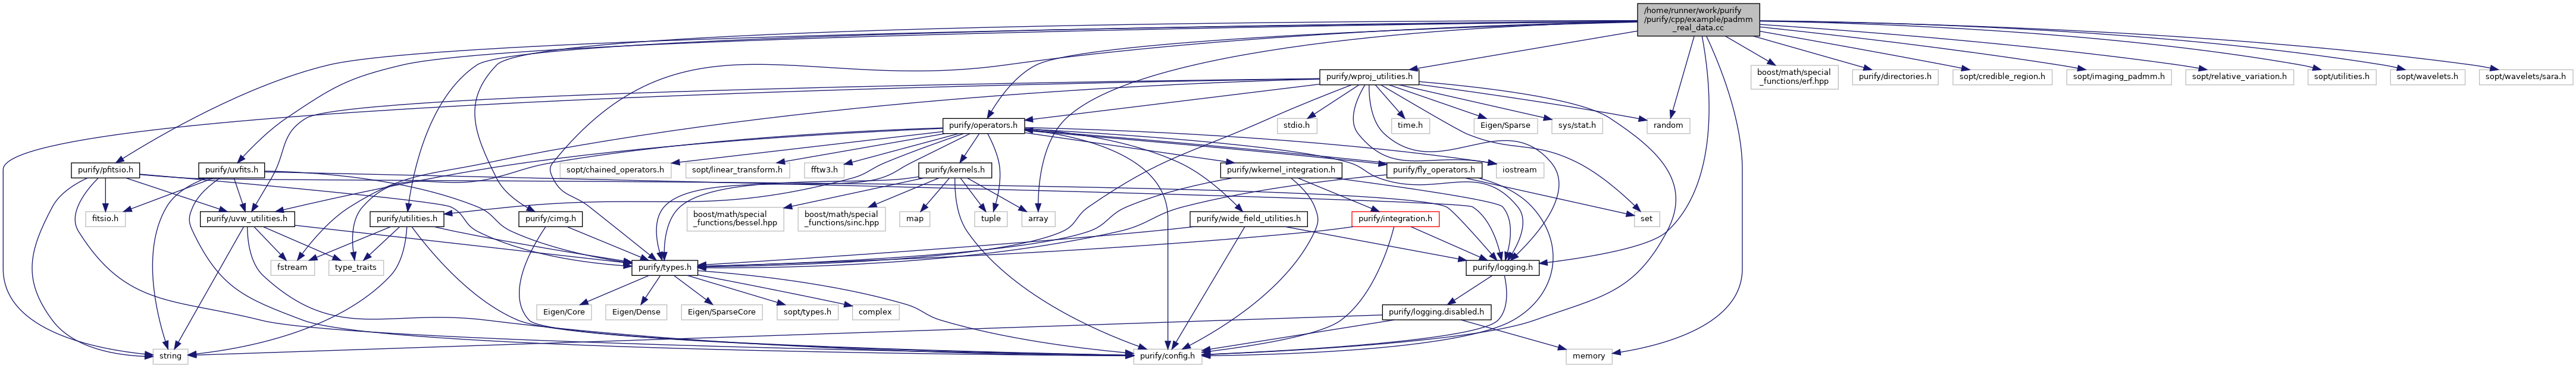 /home/runner/work/purify
/purify/cpp/example/padmm
_real_data.cc
purify/wproj_utilities.h
boost/math/special
_functions/erf.hpp
purify/directories.h
sopt/credible_region.h
sopt/imaging_padmm.h
sopt/relative_variation.h
sopt/utilities.h
sopt/wavelets.h
sopt/wavelets/sara.h
purify/operators.h
stdio.h
time.h
Eigen/Sparse
sys/stat.h
random
purify/pfitsio.h
purify/uvfits.h
sopt/chained_operators.h
sopt/linear_transform.h
fftw3.h
purify/kernels.h
purify/wkernel_integration.h
purify/fly_operators.h
iostream
fitsio.h
purify/uvw_utilities.h
purify/utilities.h
purify/cimg.h
boost/math/special
_functions/bessel.hpp
boost/math/special
_functions/sinc.hpp
map
tuple
array
purify/wide_field_utilities.h
purify/integration.h
set
fstream
type_traits
purify/types.h
purify/logging.h
Eigen/Core
Eigen/Dense
Eigen/SparseCore
sopt/types.h
complex
purify/logging.disabled.h
string
purify/config.h
memory